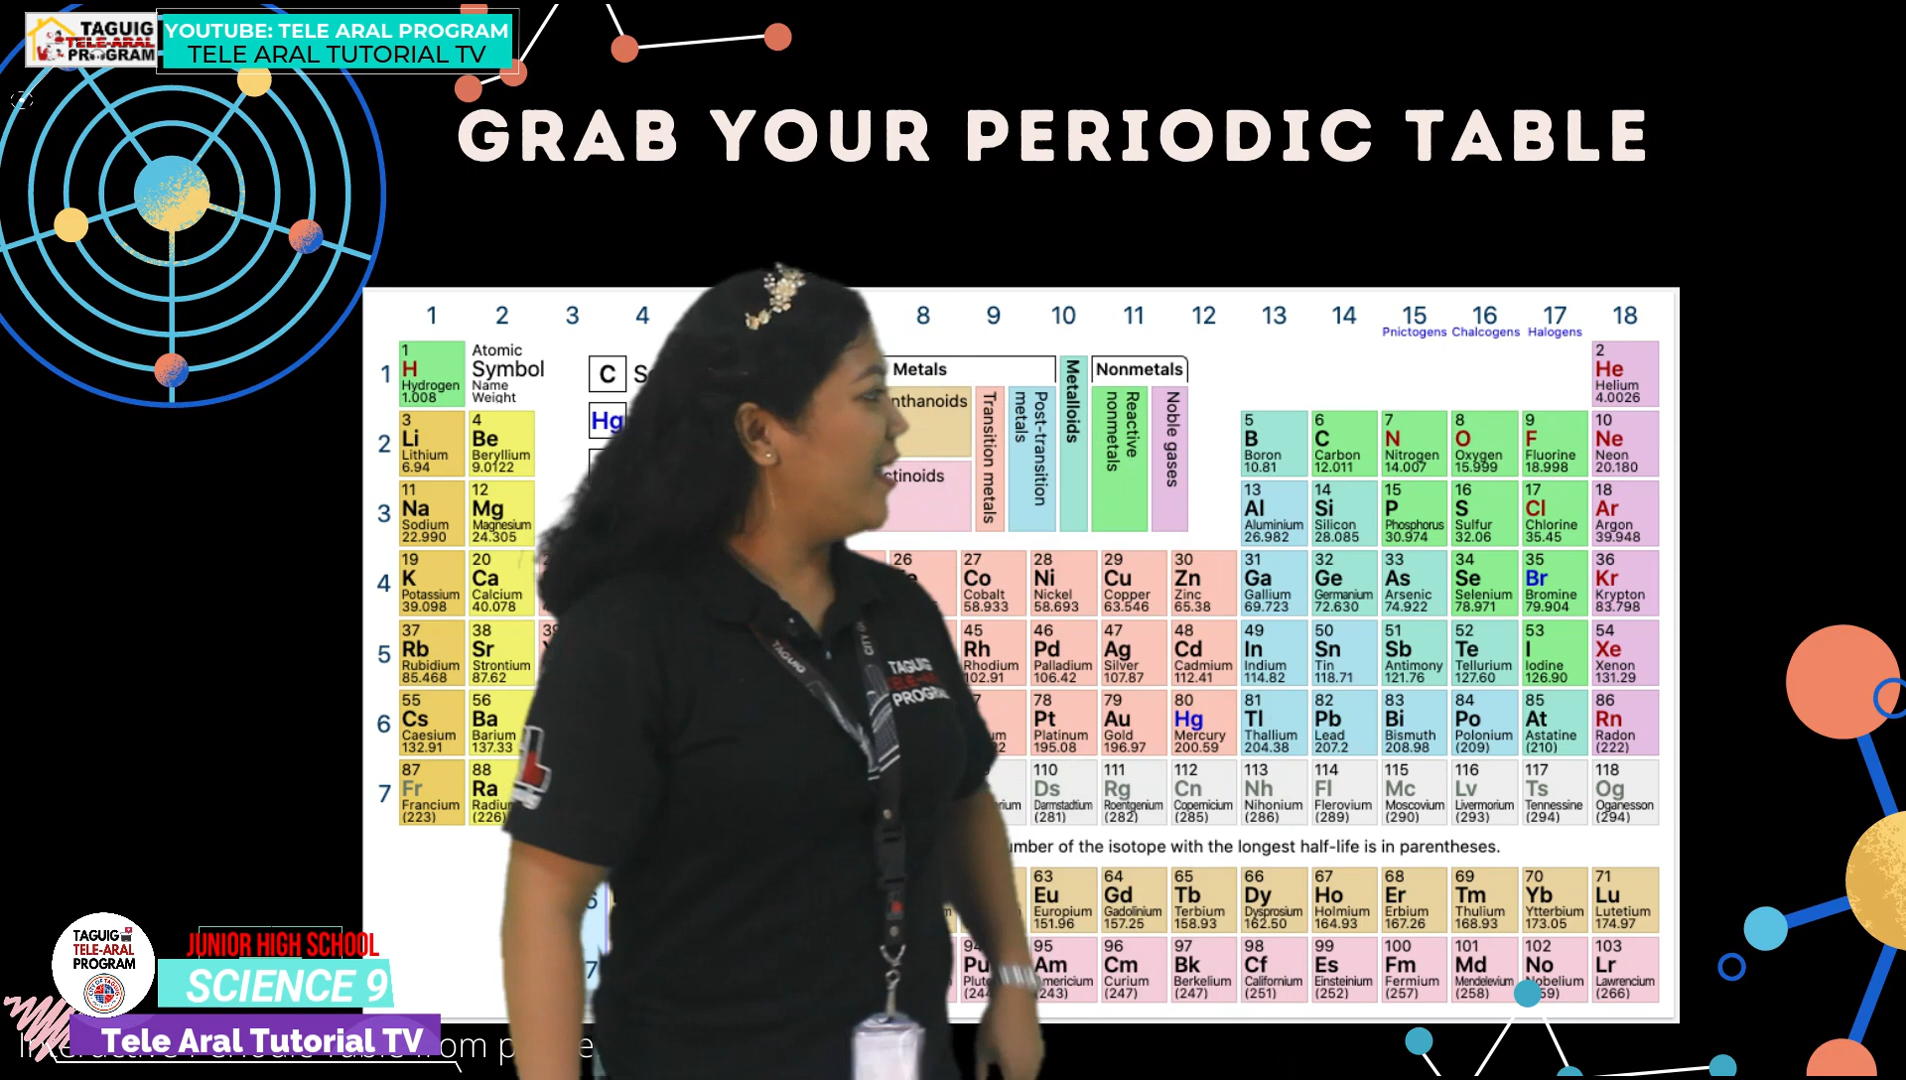 TAGUIG
TELE-ARAL
PROGRAM
YOUTUBE: TELE ARAL PROGRAM
TELE ARAL TUTORIAL TV
GRAB YOUR PERIODIC TABLE
1 2 3 4 8 9 10 11 12 13 14 15 16 17 18
Pnictogens Chalcogens Halogens
1
1 H Hydrogen 1.008
Atomic
Symbol
Name
Weight
C
Hg
Metals
Metalloids
Nonmetals
Transition metals
Post-transition metals
Reactive nonmetals
Noble gases
2 He Helium 4.0026
2
3 Li Lithium 6.94
4 Be Beryllium 9.0122
5 B Boron 10.81
6 C Carbon 12.011
7 N Nitrogen 14.007
8 O Oxygen 15.999
9 F Fluorine 18.998
10 Ne Neon 20.180
3
11 Na Sodium 22.990
12 Mg Magnesium 24.305
13 Al Aluminium 26.982
14 Si Silicon 28.085
15 P Phosphorus 30.974
16 S Sulfur 32.06
17 Cl Chlorine 35.45
18 Ar Argon 39.948
4
19 K Potassium 39.098
20 Ca Calcium 40.078
26
27 Co Cobalt 58.933
28 Ni Nickel 58.693
29 Cu Copper 63.546
30 Zn Zinc 65.38
31 Ga Gallium 69.723
32 Ge Germanium 72.630
33 As Arsenic 74.922
34 Se Selenium 78.971
35 Br Bromine 79.904
36 Kr Krypton 83.798
5
37 Rb Rubidium 85.468
38 Sr Strontium 87.62
45 Rh Rhodium 102.91
46 Pd Palladium 106.42
47 Ag Silver 107.87
48 Cd Cadmium 112.41
49 In Indium 114.82
50 Sn Tin 118.71
51 Sb Antimony 121.76
52 Te Tellurium 127.60
53 I Iodine 126.90
54 Xe Xenon 131.29
6
55 Cs Caesium 132.91
56 Ba Barium 137.33
78 Pt Platinum 195.08
79 Au Gold 196.97
80 Hg Mercury 200.59
81 Tl Thallium 204.38
82 Pb Lead 207.2
83 Bi Bismuth 208.98
84 Po Polonium (209)
85 At Astatine (210)
86 Rn Radon (222)
7
87 Fr Francium (223)
88 Ra (226)
110 Ds Darmstadtium (281)
111 Rg Roentgenium (282)
112 Cn Copernicium (285)
113 Nh Nihonium (286)
114 Fl Flerovium (289)
115 Mc Moscovium (290)
116 Lv Livermorium (293)
117 Ts Tennessine (294)
118 Og Oganesson (294)
of the isotope with the longest half-life is in parentheses.
63 Eu Europium 151.96
64 Gd Gadolinium 157.25
65 Tb Terbium 158.93
66 Dy Dysprosium 162.50
67 Ho Holmium 164.93
68 Er Erbium 167.26
69 Tm Thulium 168.93
70 Yb Ytterbium 173.05
71 Lu Lutetium 174.97
94 Pu
95 Am
96 Cm Curium (247)
97 Bk Berkelium (247)
98 Cf Californium (251)
99 Es Einsteinium (252)
100 Fm Fermium (257)
101 Md Mendelevium (258)
102 No
103 Lr Lawrencium (266)
TAGUIG
TAGUIG
TELE-ARAL
PROGRAM
TAGUIG
TELE-ARAL
PROGRAM
JUNIOR HIGH SCHOOL
SCIENCE 9
Tele Aral Tutorial TV